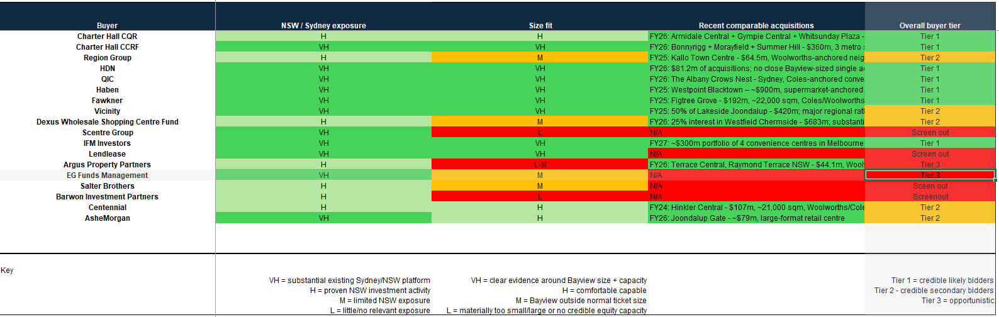 Buyer NSW / Sydney exposure Size fit Recent comparable acquisitions Overall buyer tier
Charter Hall CQR H H FY26: Armidale Central + Gympie Central + Whitsunday Plaza - Tier 1
Charter Hall CCRF VH VH FY26: Bonnyrigg + Morayfield + Summer Hill - $360m, 3 metro Tier 1
Region Group H M FY25: Kallo Town Centre - $64.5m, Woolworths-anchored neig Tier 2
HDN VH VH FY26: $81.2m of acquisitions; no close Bayview-sized single a Tier 1
QIC VH VH FY26: The Albany Crows Nest - Sydney, Coles-anchored conve Tier 1
Haben VH VH FY25: Westpoint Blacktown – ~$900m, supermarket-anchored Tier 1
Fawkner VH VH FY25: Figtree Grove - $192m, ~22,000 sqm, Coles/Woolworths Tier 1
Vicinity VH VH FY25: 50% of Lakeside Joondalup - $420m; major regional rat Tier 2
Dexus Wholesale Shopping Centre Fund H M FY26: 25% interest in Westfield Chermside - $683m; substanti Tier 2
Scentre Group VH L N/A Screen out
IFM Investors VH VH FY27: ~$300m portfolio of 4 convenience centres in Melbourne Tier 1
Lendlease VH VH N/A Screen out
Argus Property Partners H L-M FY26: Terrace Central, Raymond Terrace NSW - $44.1m, Wool Tier 3
EG Funds Management VH M N/A Tier 3
Salter Brothers H M N/A Sceen out
Barwon Investment Partners H L N/A Screenout
Centennial H H FY24: Hinkler Central - $107m, ~21,000 sqm, Woolworths/Cole Tier 2
AsheMorgan VH H FY26: Joondalup Gate - ~$79m, large-format retail centre Tier 2
Key
VH = substantial existing Sydney/NSW platform VH = clear evidence around Bayview size + capacity Tier 1 = credible likely bidders
H = proven NSW investment activity H = comfortable capable Tier 2 - credible secondary bidders
M = limited NSW exposure M = Bayview outside normal ticket size Tier 3 = opportunistic
L = little/no relevant exposure L = materially too small/large or no credible equity capacity